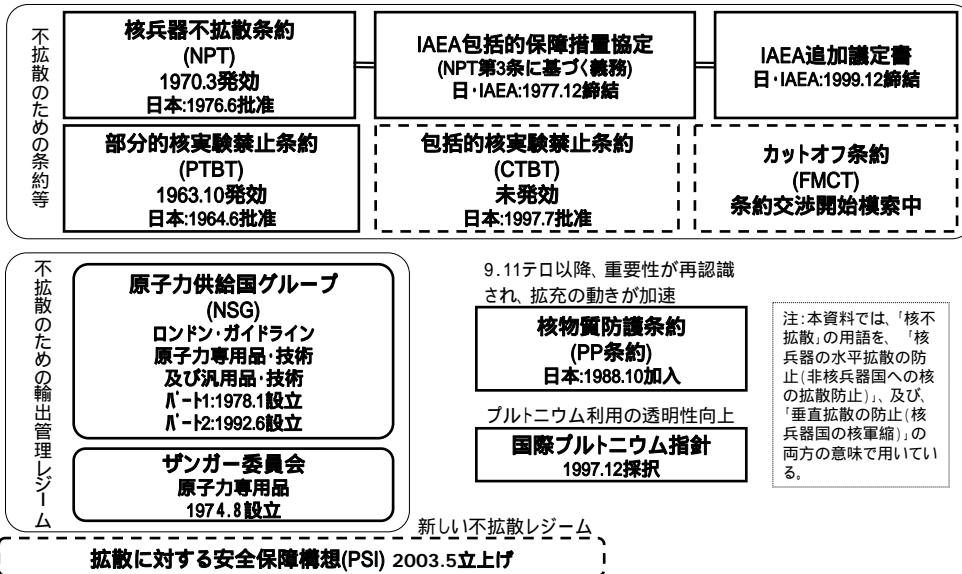 不拡散のための条約等
核兵器不拡散条約
(NPT)
1970.3発効
日本:1976.6批准
IAEA包括的保障措置協定
(NPT第3条に基づく義務)
日・IAEA:1977.12締結
IAEA追加議定書
日・IAEA:1999.12締結
部分的核実験禁止条約
(PTBT)
1963.10発効
日本:1964.6批准
包括的核実験禁止条約
(CTBT)
未発効
日本:1997.7批准
カットオフ条約
(FMCT)
条約交渉開始模索中
不拡散のための輸出管理レジーム
原子力供給国グループ
(NSG)
ロンドン・ガイドライン
原子力専用品・技術
及び汎用品・技術
パート1:1978.1設立
パート2:1992.6設立
ザンガー委員会
原子力専用品
1974.8設立
9.11テロ以降、重要性が再認識
され、拡充の動きが加速
核物質防護条約
(PP条約)
日本:1988.10加入
プルトニウム利用の透明性向上
国際プルトニウム指針
1997.12採択
注:本資料では、「核不
拡散」の用語を、「核
兵器の水平拡散の防
止(非核兵器国への核
の拡散防止)」、及び、
「垂直拡散の防止(核
兵器国の核軍縮)」の
両方の意味で用いてい
る。
新しい不拡散レジーム
拡散に対する安全保障構想(PSI) 2003.5立上げ